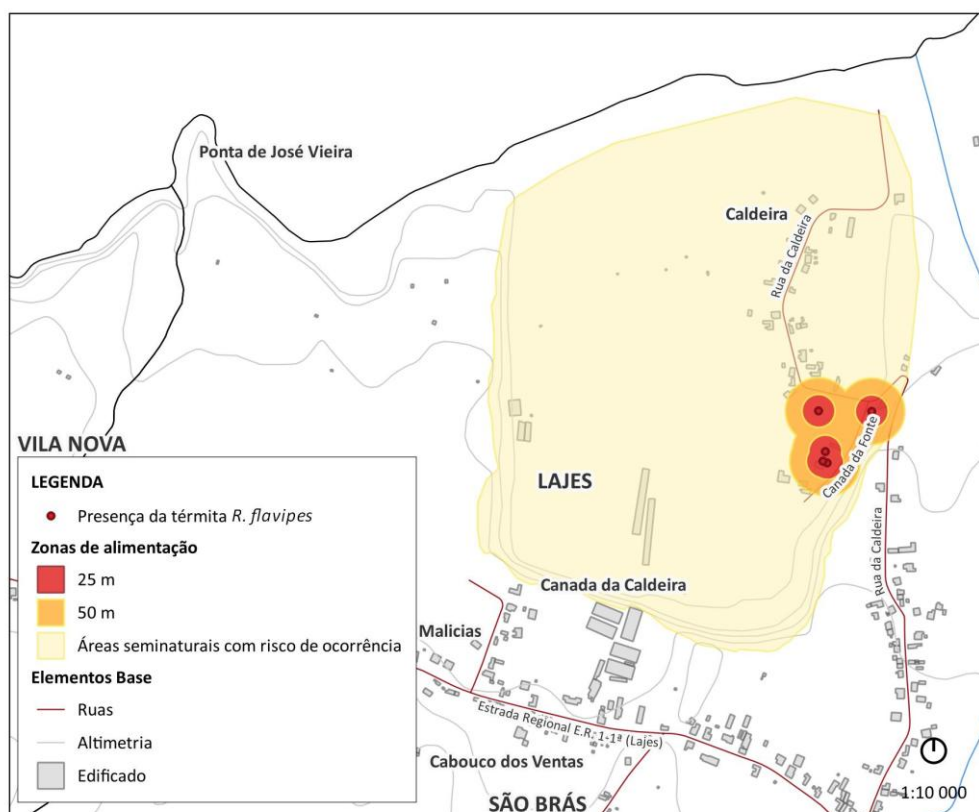 Ponta de José Vieira
Caldeira
Rua da Caldeira
Canada da Fonte
VILA NOVA
LAJES
Rua da Caldeira
Canada da Caldeira
Malicias
Estrada Regional E.R. 1-1ª (Lajes)
Cabouco dos Ventas
SÃO BRÁS
1:10 000
LEGENDA
Presença da térmita R. flavipes
Zonas de alimentação
25 m
50 m
Áreas seminaturais com risco de ocorrência
Elementos Base
Ruas
Altimetria
Edificado